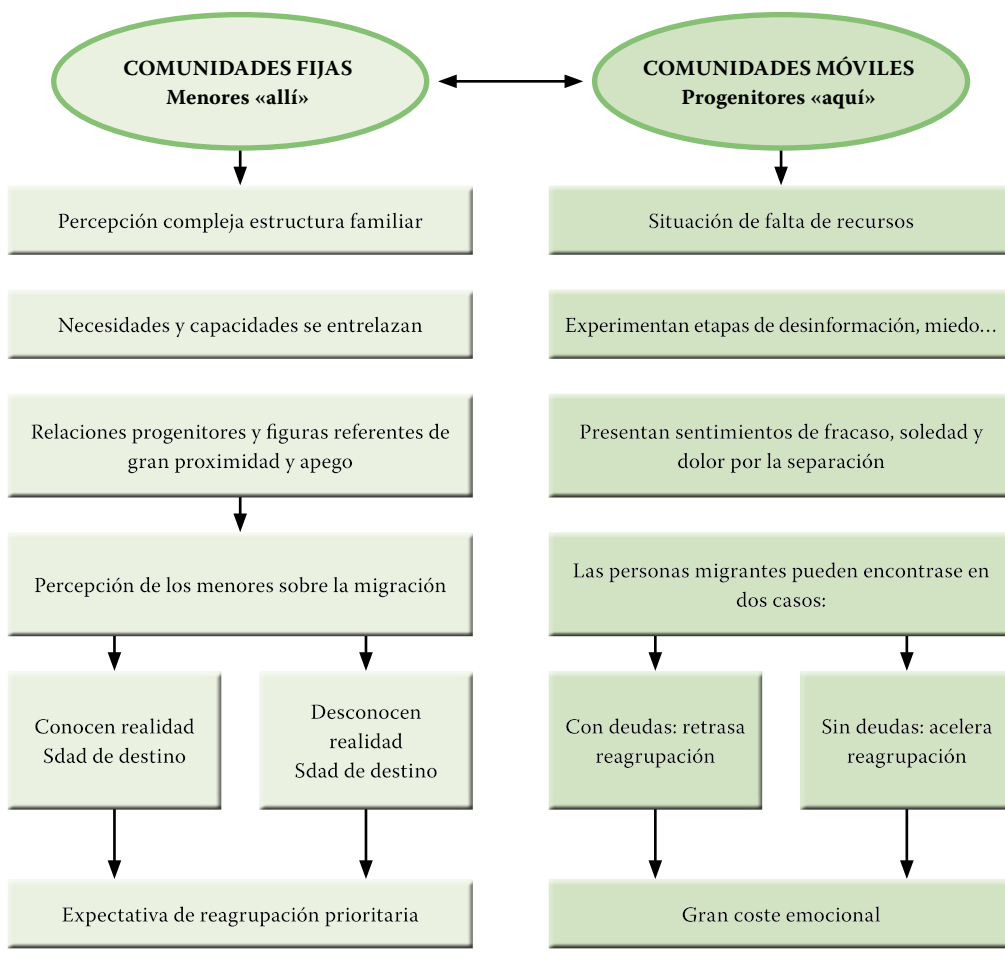 COMUNIDADES FIJAS
Menores «allí»
COMUNIDADES MÓVILES
Progenitores «aquí»
Percepción compleja estructura familiar
Situación de falta de recursos
Necesidades y capacidades se entrelazan
Experimentan etapas de desinformación, miedo…
Relaciones progenitores y figuras referentes de
gran proximidad y apego
Presentan sentimientos de fracaso, soledad y
dolor por la separación
Percepción de los menores sobre la migración
Las personas migrantes pueden encontrase en
dos casos:
Conocen realidad
Sdad de destino
Desconocen
realidad
Sdad de destino
Con deudas: retrasa
reagrupación
Sin deudas: acelera
reagrupación
Expectativa de reagrupación prioritaria
Gran coste emocional